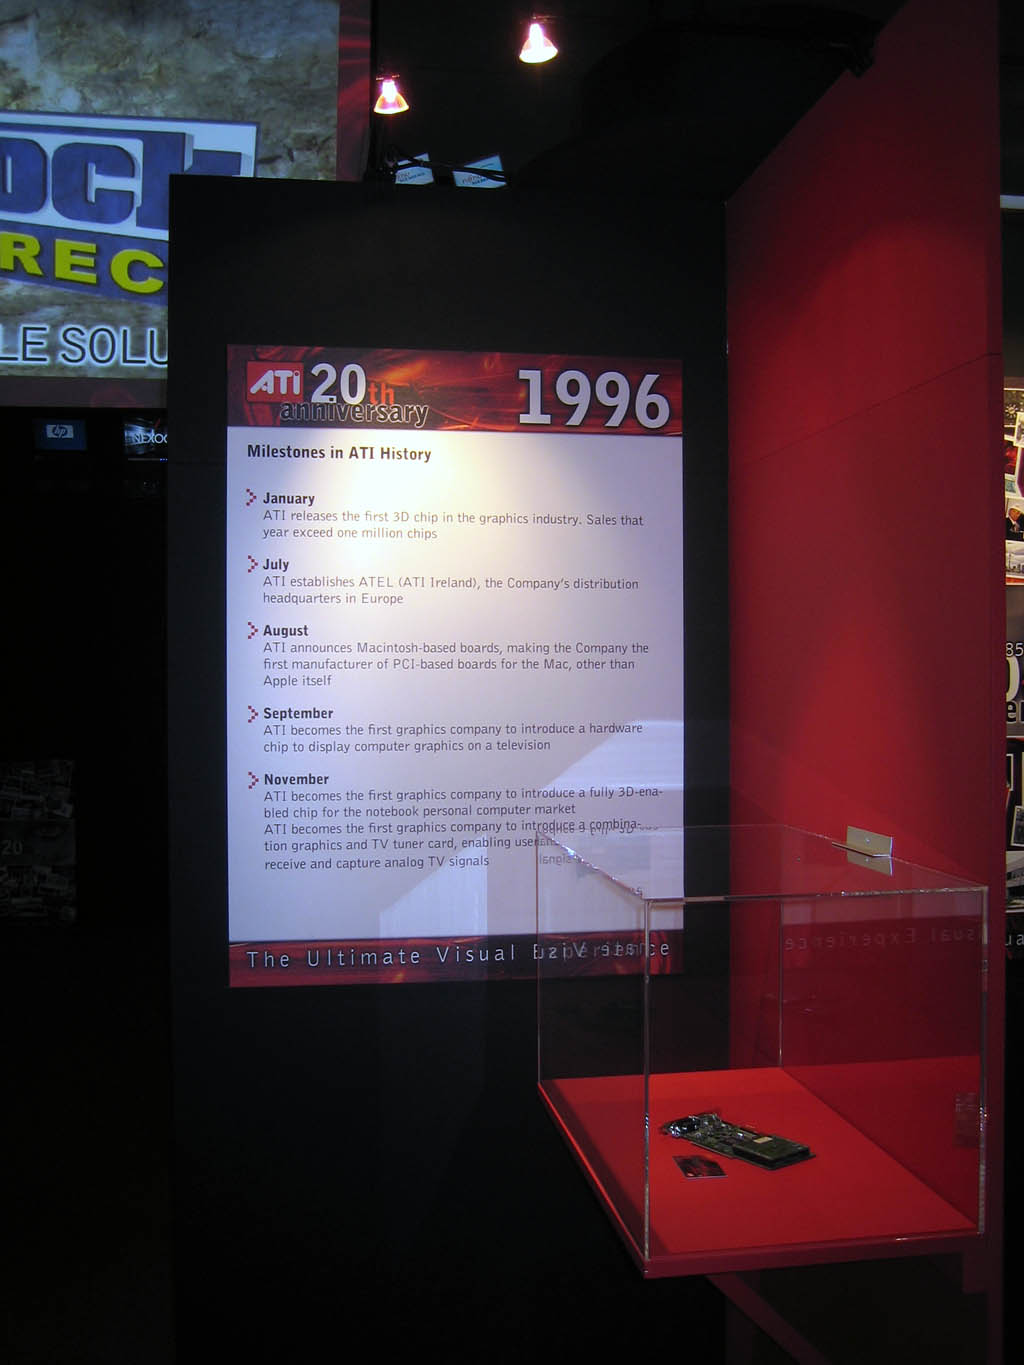 OCK
RECT
LE SOLU
hp
ATI 20th
anniversary
1996
Milestones in ATI History
January
ATI releases the first 3D chip in the graphics industry. Sales that
year exceed one million chips
July
ATI establishes ATEL (ATI Ireland), the Company's distribution
headquarters in Europe
August
ATI announces Macintosh-based boards, making the Company the
first manufacturer of PCI-based boards for the Mac, other than
Apple itself
September
ATI becomes the first graphics company to introduce a hardware
chip to display computer graphics on a television
November
ATI becomes the first graphics company to introduce a fully 3D-ena-
bled chip for the notebook personal computer market
ATI becomes the first graphics company to introduce a combina-
tion graphics and TV tuner card, enabling
receive and capture analog TV signals
The Ultimate Visual Experience
20
85